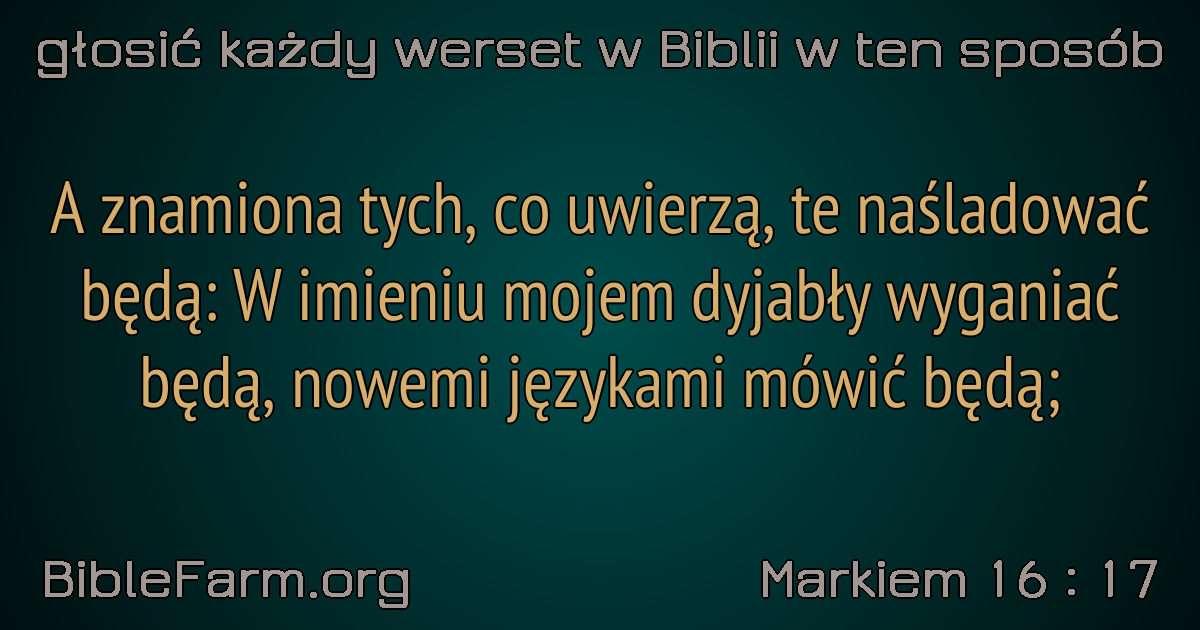 głosić każdy werset w Biblii w ten sposób
A znamiona tych, co uwierzą, te naśladować
będą: W imieniu mojem dyjabły wyganiać
będą, nowemi językami mówić będą;
BibleFarm.org
Markiem 16 : 17